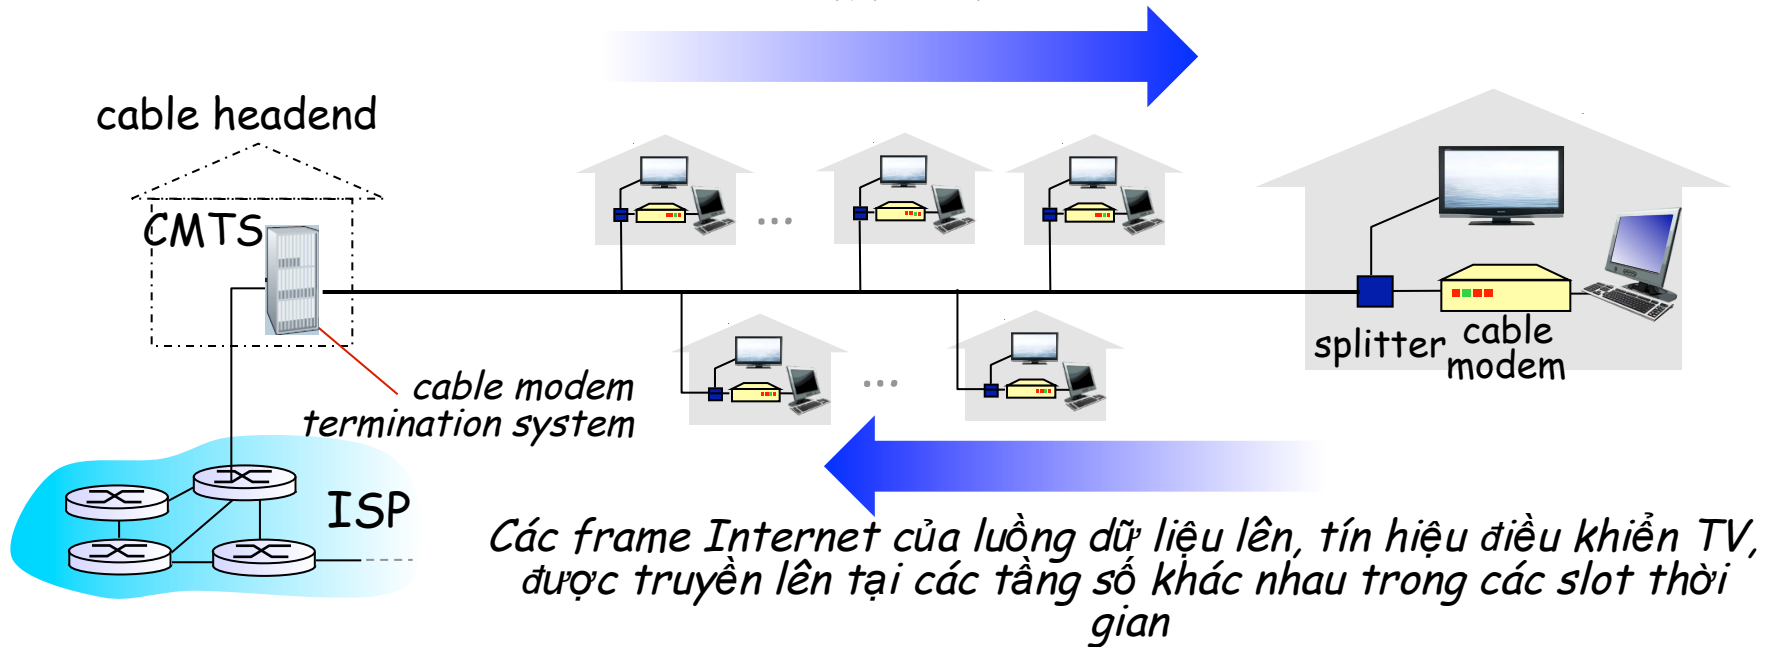 cable headend
CMTS
splitter
cable
modem
cable modem
termination system
ISP
Các frame Internet của luồng dữ liệu lên, tín hiệu điều khiển TV,
được truyền lên tại các tầng số khác nhau trong các slot thời
gian